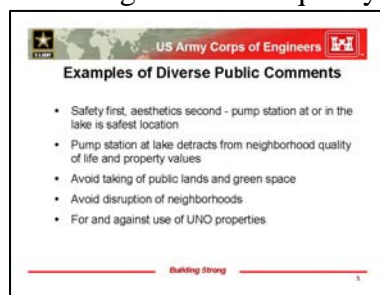 US Army Corps of Engineers
Examples of Diverse Public Comments
• Safety first, aesthetics second - pump station at or in the
lake is safest location
• Pump station at lake detracts from neighborhood quality
of life and property values
• Avoid taking of public lands and green space
• Avoid disruption of neighborhoods
• For and against use of UNO properties
Building Strong
5